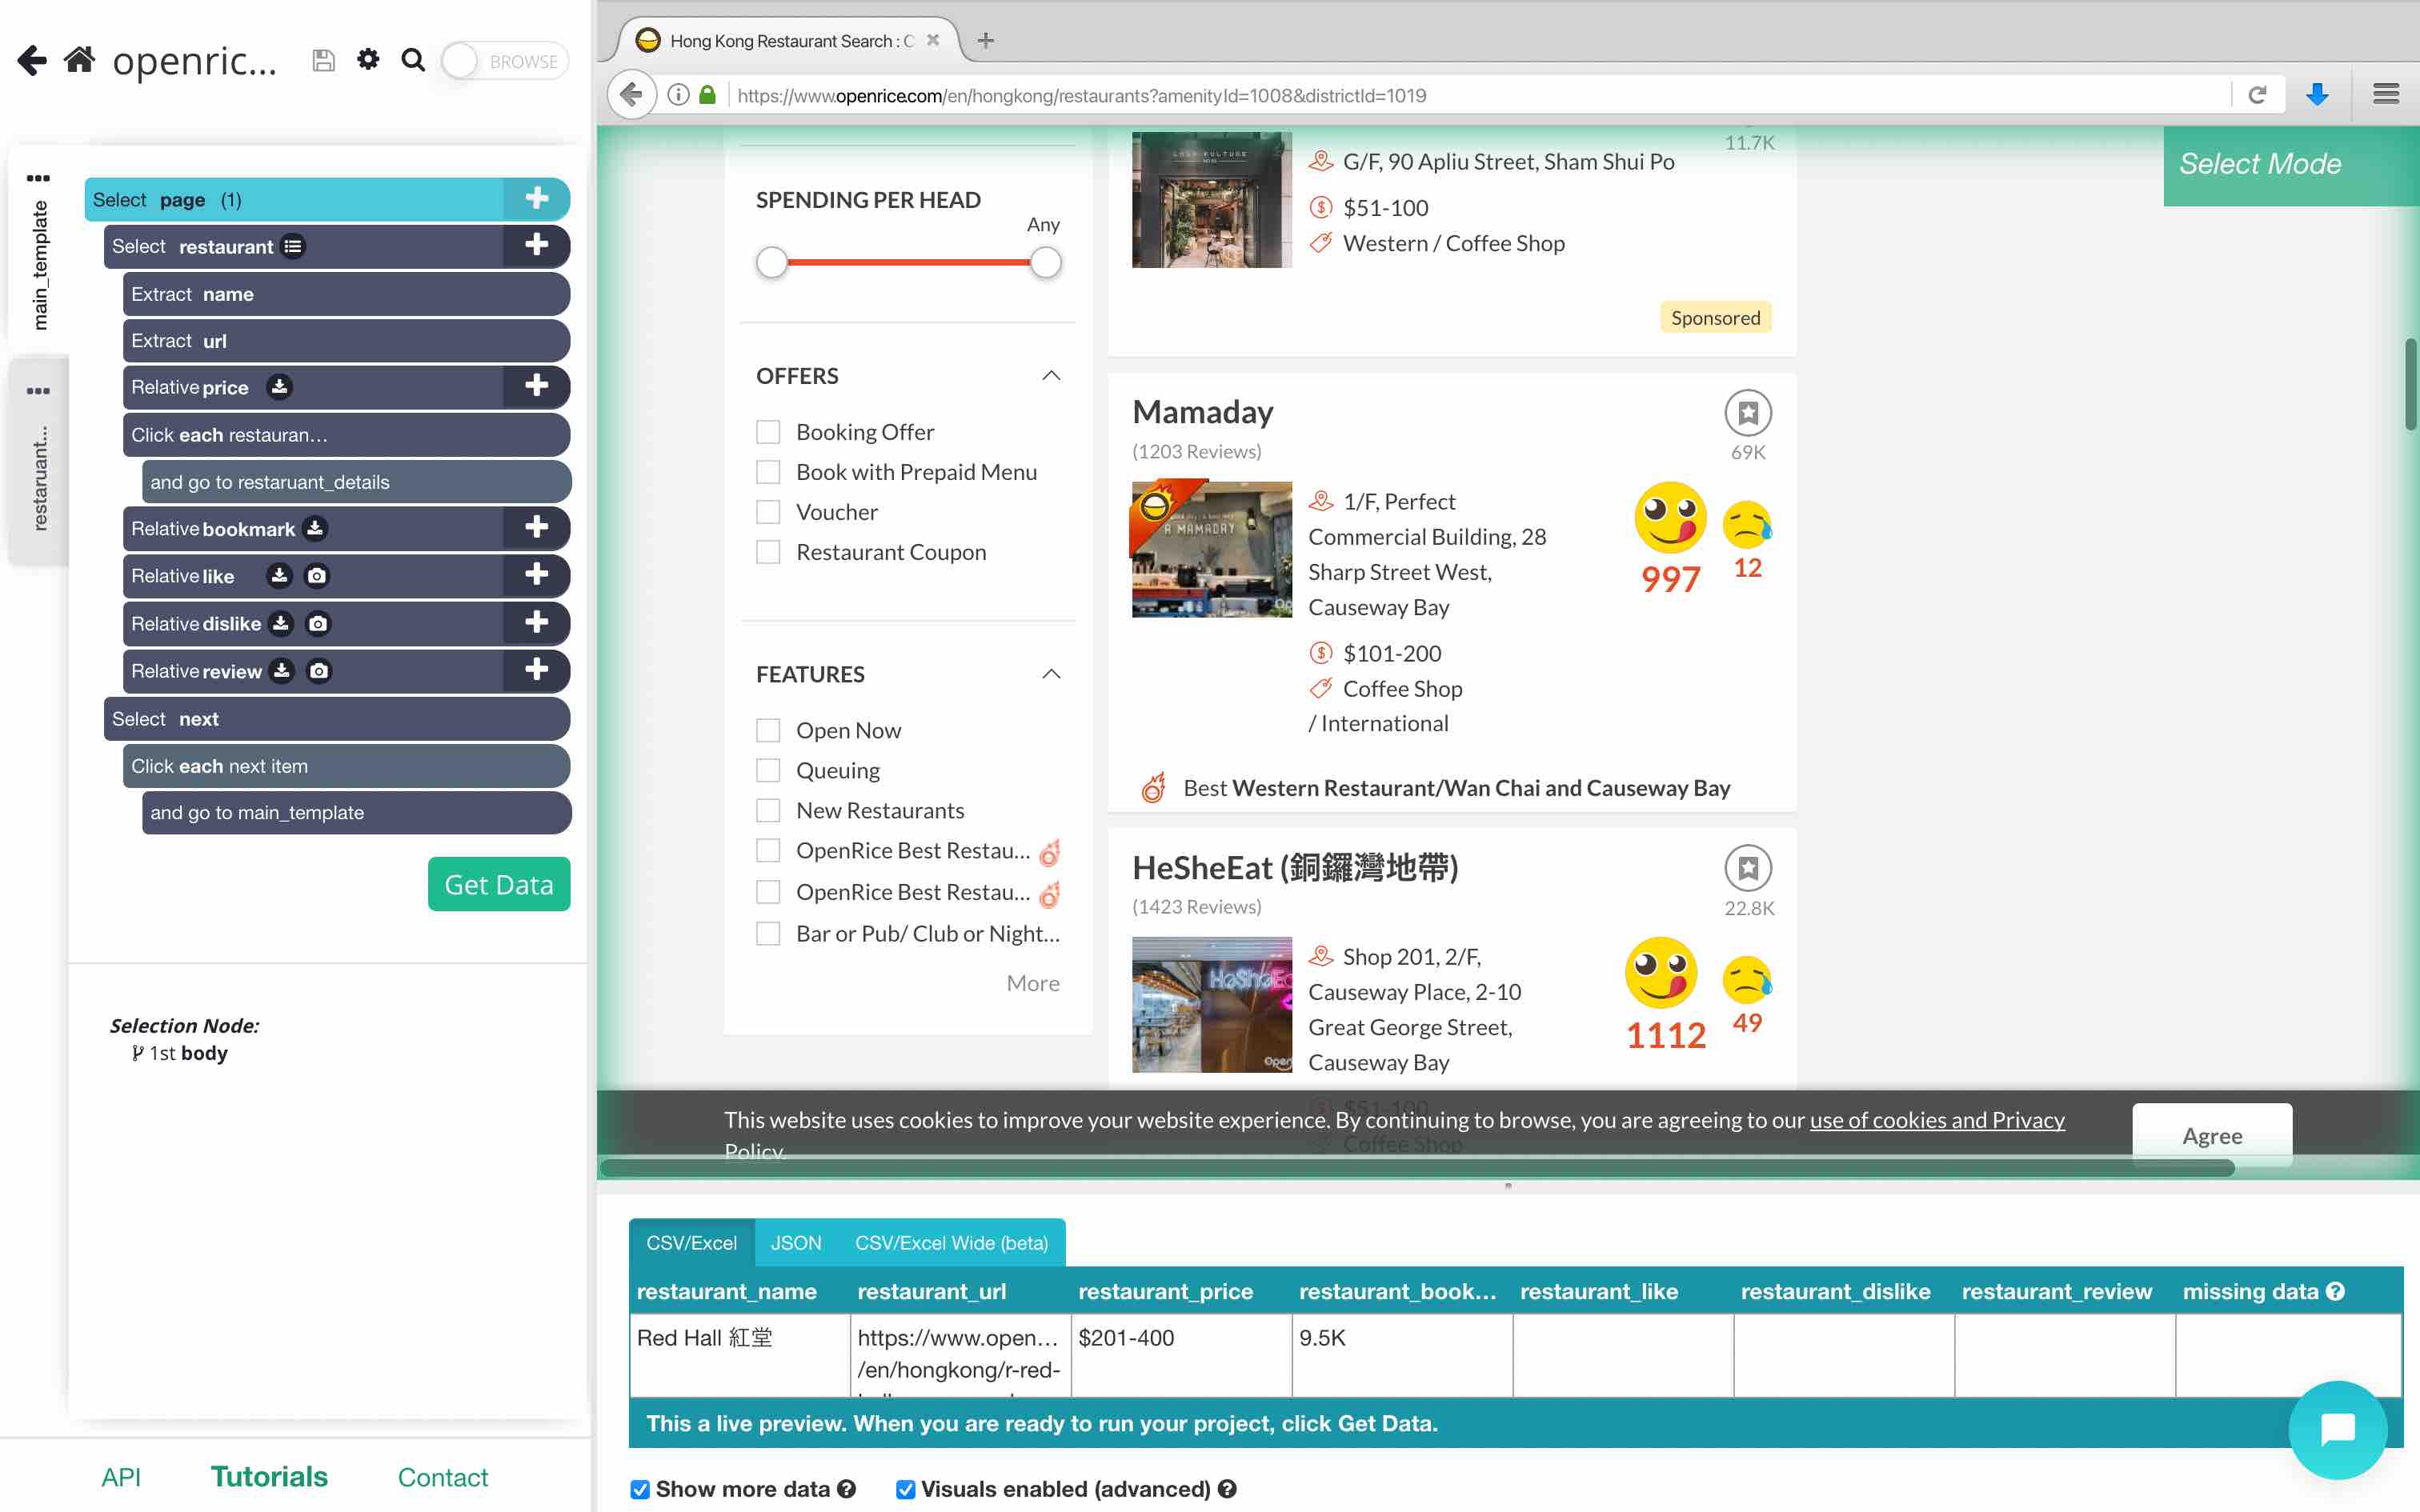 openric...
BROWSE
main_template
restaruant...
Select page (1)
Select restaurant
Extract name
Extract url
Relative price
Click each restauran...
and go to restaruant_details
Relative bookmark
Relative like
Relative dislike
Relative review
Select next
Click each next item
and go to main_template
Get Data
Selection Node:
1st body
API Tutorials Contact
Hong Kong Restaurant Search : O
https://www.openrice.com/en/hongkong/restaurants?amenityId=1008&districtId=1019
Select Mode
SPENDING PER HEAD
Any
OFFERS
Booking Offer
Book with Prepaid Menu
Voucher
Restaurant Coupon
FEATURES
Open Now
Queuing
New Restaurants
OpenRice Best Restau...
OpenRice Best Restau...
Bar or Pub/ Club or Night...
More
11.7K
G/F, 90 Apliu Street, Sham Shui Po
$51-100
Western / Coffee Shop
Sponsored
Mamaday
(1203 Reviews)
69K
A MAMADAY
1/F, Perfect
Commercial Building, 28
Sharp Street West,
Causeway Bay
997
12
$101-200
Coffee Shop
/ International
Best Western Restaurant/Wan Chai and Causeway Bay
HeSheEat (銅鑼灣地帶)
(1423 Reviews)
22.8K
HeSheEa
Shop 201, 2/F,
Causeway Place, 2-10
Great George Street,
Causeway Bay
1112
49
$51-100
Coffee Shop
This website uses cookies to improve your website experience. By continuing to browse, you are agreeing to our use of cookies and Privacy
Policy.
Agree
CSV/Excel JSON CSV/Excel Wide (beta)
restaurant_name restaurant_url restaurant_price restaurant_book... restaurant_like restaurant_dislike restaurant_review missing data
Red Hall 紅堂 https://www.open... $201-400 9.5K
/en/hongkong/r-red-
This a live preview. When you are ready to run your project, click Get Data.
Show more data Visuals enabled (advanced)